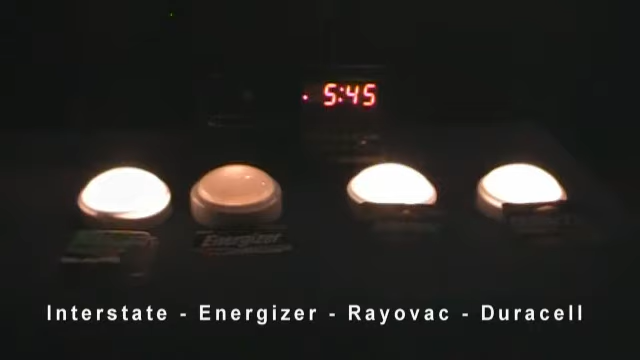 5:45
Energizer
Interstate - Energizer - Rayovac - Duracell